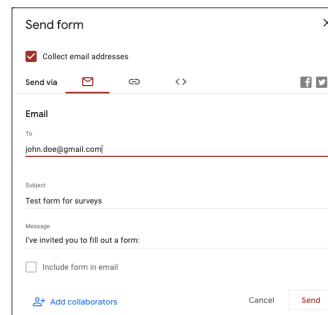 Send form
Collect email addresses
Send via
Email
To
john.doe@gmail.com
Subject
Test form for surveys
Message
I've invited you to fill out a form:
Include form in email
Add collaborators
Cancel
Send